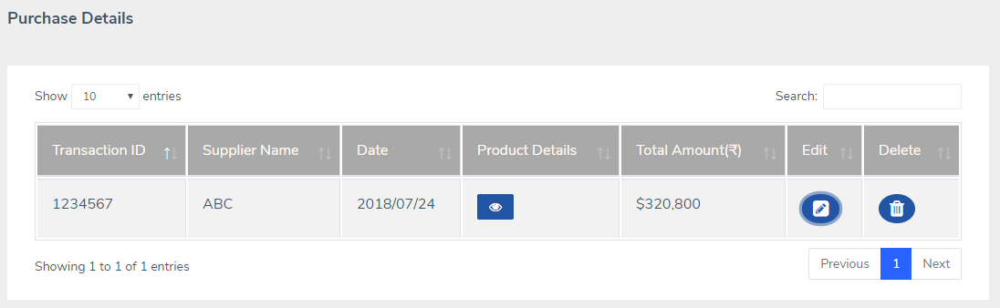 Purchase Details
Show 10 entries Search:
Transaction ID Supplier Name Date Product Details Total Amount(₹) Edit Delete
1234567 ABC 2018/07/24 $320,800
Showing 1 to 1 of 1 entries Previous 1 Next